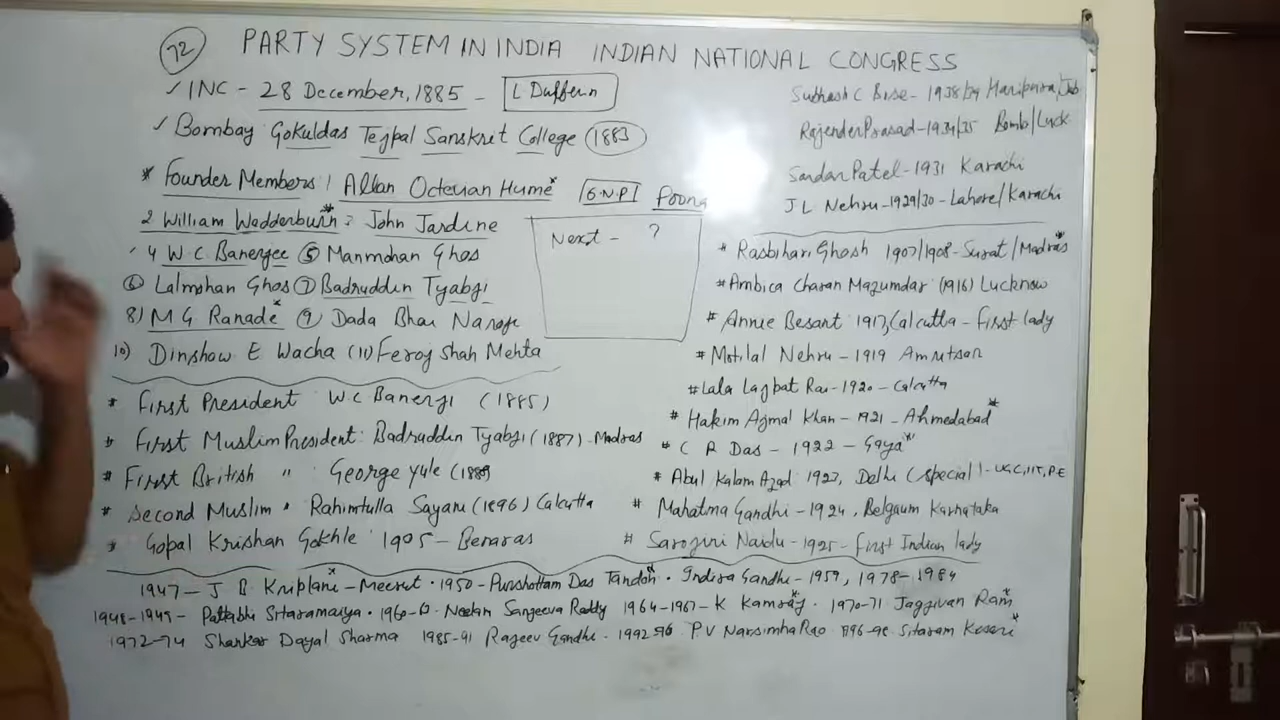 72 PARTY SYSTEM IN INDIA INDIAN NATIONAL CONGRESS
✓ INC - 28 December, 1885 - L Dufferin
✓ Bombay Gokuldas Tejpal Sanskrit College (1883)
* Founder Members 1 Allan Octevian Hume* G.N.P Poona
2 William Wedderburn* 3 John Jardine
4 W C Banerjee (5) Manmohan Ghos
(6) Lalmohan Ghos (7) Badruddin Tyabji
8) M G Ranade* (9) Dada Bhai Naroji
10) Dinshow E Wacha (11) Feroj Shah Mehta
Next - ?
* First President W.C Banerji (1885)
* First Muslim President: Badruddin Tyabji (1887) - Madras
* First British " George Yule (1889
* Second Muslim " Rahimtulla Sayani (1896) Calcutta
* Gopal Krishan Gokhle 1905 - Benaras
Subhash C Bose - 1938/39 Haripura/
Rajender Prasad - 1934/35 Bomb/Luck
Sardar Patel - 1931 Karachi
J L Nehru - 1929/30 - Lahore/Karachi
* Rasbihari Ghosh 1907/1908 - Surat/Madras*
* Ambica Charan Mazumdar (1916) Lucknow
* Annie Besant 1917, Calcutta - First lady
# Motilal Nehru - 1919 Amritsar
# Lala Lajbat Rai - 1920 - Calcutta
# Hakim Ajmal Khan - 1921 - Ahmedabad*
* C R Das - 1922 - Gaya*
* Abul Kalam Azad 1923, Delhi (special) - UGC, IIT, P.E
# Mahatma Gandhi - 1924, Belgaum Karnataka
# Sarojini Naidu - 1925 - First Indian lady
1947 - J B Kriplani* - Meerut · 1950 - Purshottam Das Tandon* · Indira Gandhi - 1959, 1978-1984
1948-1949 - Pattabhi Sitaramaiya · 1960-63 · Neelam Sanjeeva Reddy 1964-1967 - K Kamraj* · 1970-71 Jagjivan Ram*
1972-74 Shankar Dayal Sharma 1985-91 Rajeev Gandhi · 1992-96 P V Narsimha Rao 1996-98 Sitaram Kesari*